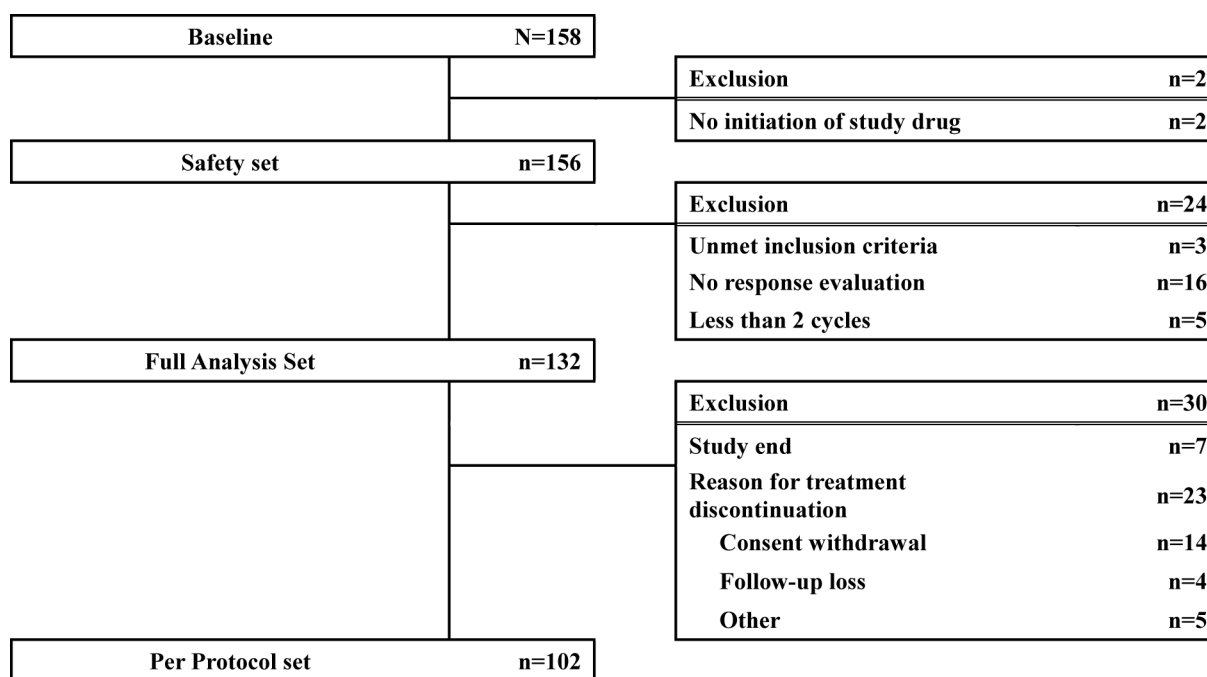 Baseline N=158
Exclusion n=2
No initiation of study drug n=2
Safety set n=156
Exclusion n=24
Unmet inclusion criteria n=3
No response evaluation n=16
Less than 2 cycles n=5
Full Analysis Set n=132
Exclusion n=30
Study end n=7
Reason for treatment
discontinuation n=23
Consent withdrawal n=14
Follow-up loss n=4
Other n=5
Per Protocol set n=102